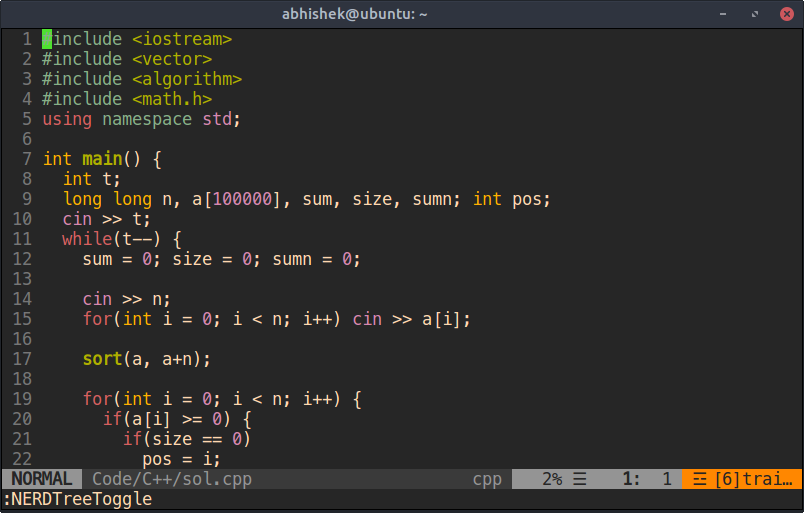 abhishek@ubuntu: ~
1 #include <iostream>
2 #include <vector>
3 #include <algorithm>
4 #include <math.h>
5 using namespace std;
6
7 int main() {
8   int t;
9   long long n, a[100000], sum, size, sumn; int pos;
10   cin >> t;
11   while(t--) {
12     sum = 0; size = 0; sumn = 0;
13
14     cin >> n;
15     for(int i = 0; i < n; i++) cin >> a[i];
16
17     sort(a, a+n);
18
19     for(int i = 0; i < n; i++) {
20       if(a[i] >= 0) {
21         if(size == 0)
22           pos = i;
NORMAL Code/C++/sol.cpp cpp 2% ☰ 1: 1 ☲ [6]trai…
:NERDTreeToggle